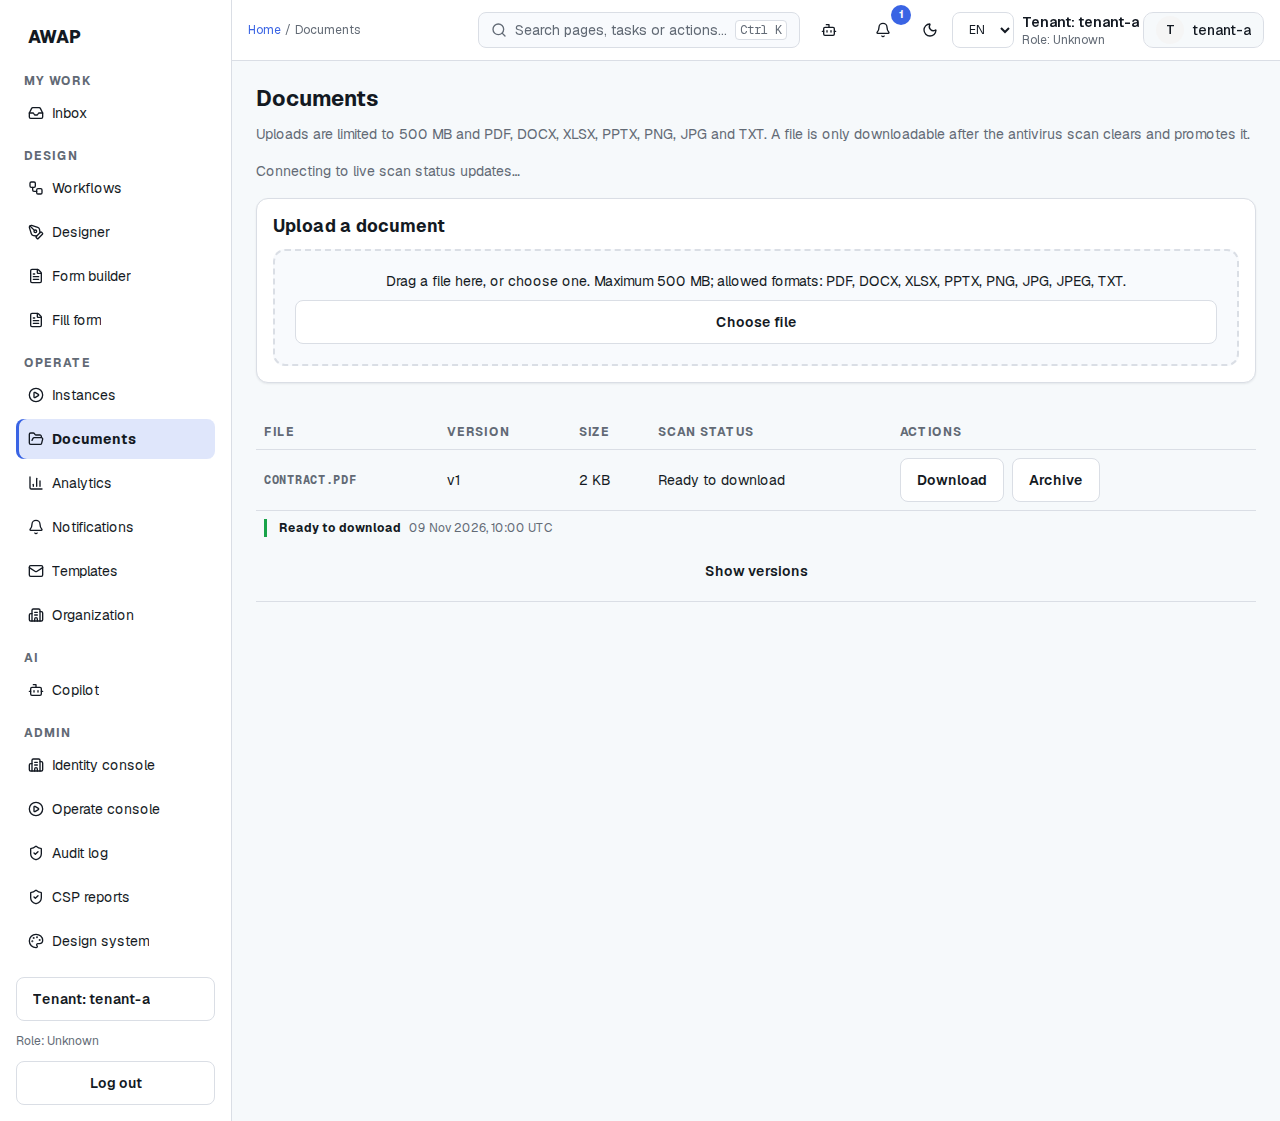 AWAP
MY WORK
Inbox
DESIGN
Workflows
Designer
Form builder
Fill form
OPERATE
Instances
Documents
Analytics
Notifications
Templates
Organization
AI
Copilot
ADMIN
Identity console
Operate console
Audit log
CSP reports
Design system
Tenant: tenant-a
Role: Unknown
Log out
Home / Documents
Search pages, tasks or actions... Ctrl K
1
EN
Tenant: tenant-a
Role: Unknown
T tenant-a
Documents
Uploads are limited to 500 MB and PDF, DOCX, XLSX, PPTX, PNG, JPG and TXT. A file is only downloadable after the antivirus scan clears and promotes it.
Connecting to live scan status updates…
Upload a document
Drag a file here, or choose one. Maximum 500 MB; allowed formats: PDF, DOCX, XLSX, PPTX, PNG, JPG, JPEG, TXT.
Choose file
FILE VERSION SIZE SCAN STATUS ACTIONS
CONTRACT.PDF v1 2 KB Ready to download Download Archive
Ready to download 09 Nov 2026, 10:00 UTC
Show versions